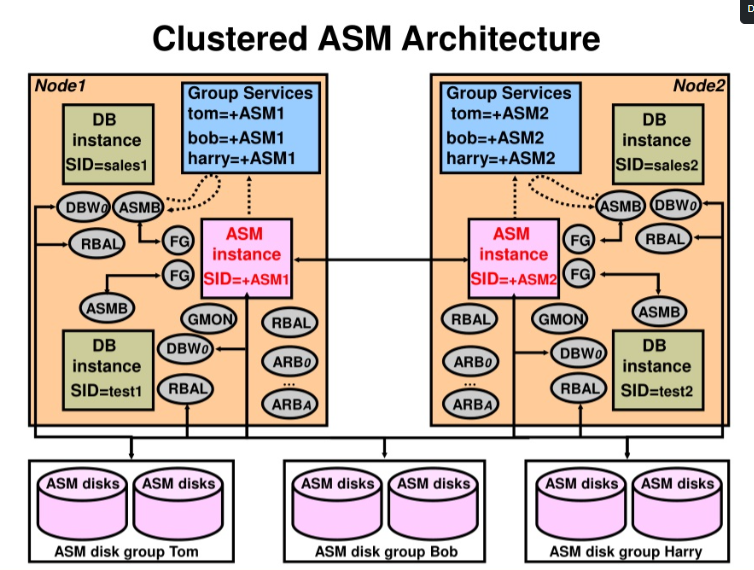 D
Clustered ASM Architecture
Node1
Group Services
tom=+ASM1
bob=+ASM1
harry=+ASM1
DB
instance
SID=sales1
DBW0
ASMB
RBAL
FG
FG
ASM
instance
SID=+ASM1
ASMB
GMON
RBAL
DB
instance
SID=test1
DBW0
RBAL
ARB0
...
ARBA
Node2
Group Services
tom=+ASM2
bob=+ASM2
harry=+ASM2
DB
instance
SID=sales2
ASMB
DBW0
RBAL
FG
FG
ASM
instance
SID=+ASM2
ASMB
RBAL
GMON
ARB0
...
ARBA
DBW0
RBAL
DB
instance
SID=test2
ASM disks
ASM disks
ASM disk group Tom
ASM disks
ASM disks
ASM disk group Bob
ASM disks
ASM disks
ASM disk group Harry